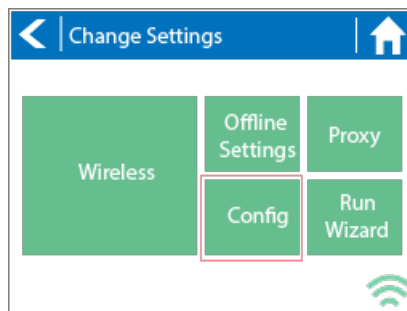 Change Settings
Wireless
Offline
Settings
Proxy
Config
Run
Wizard